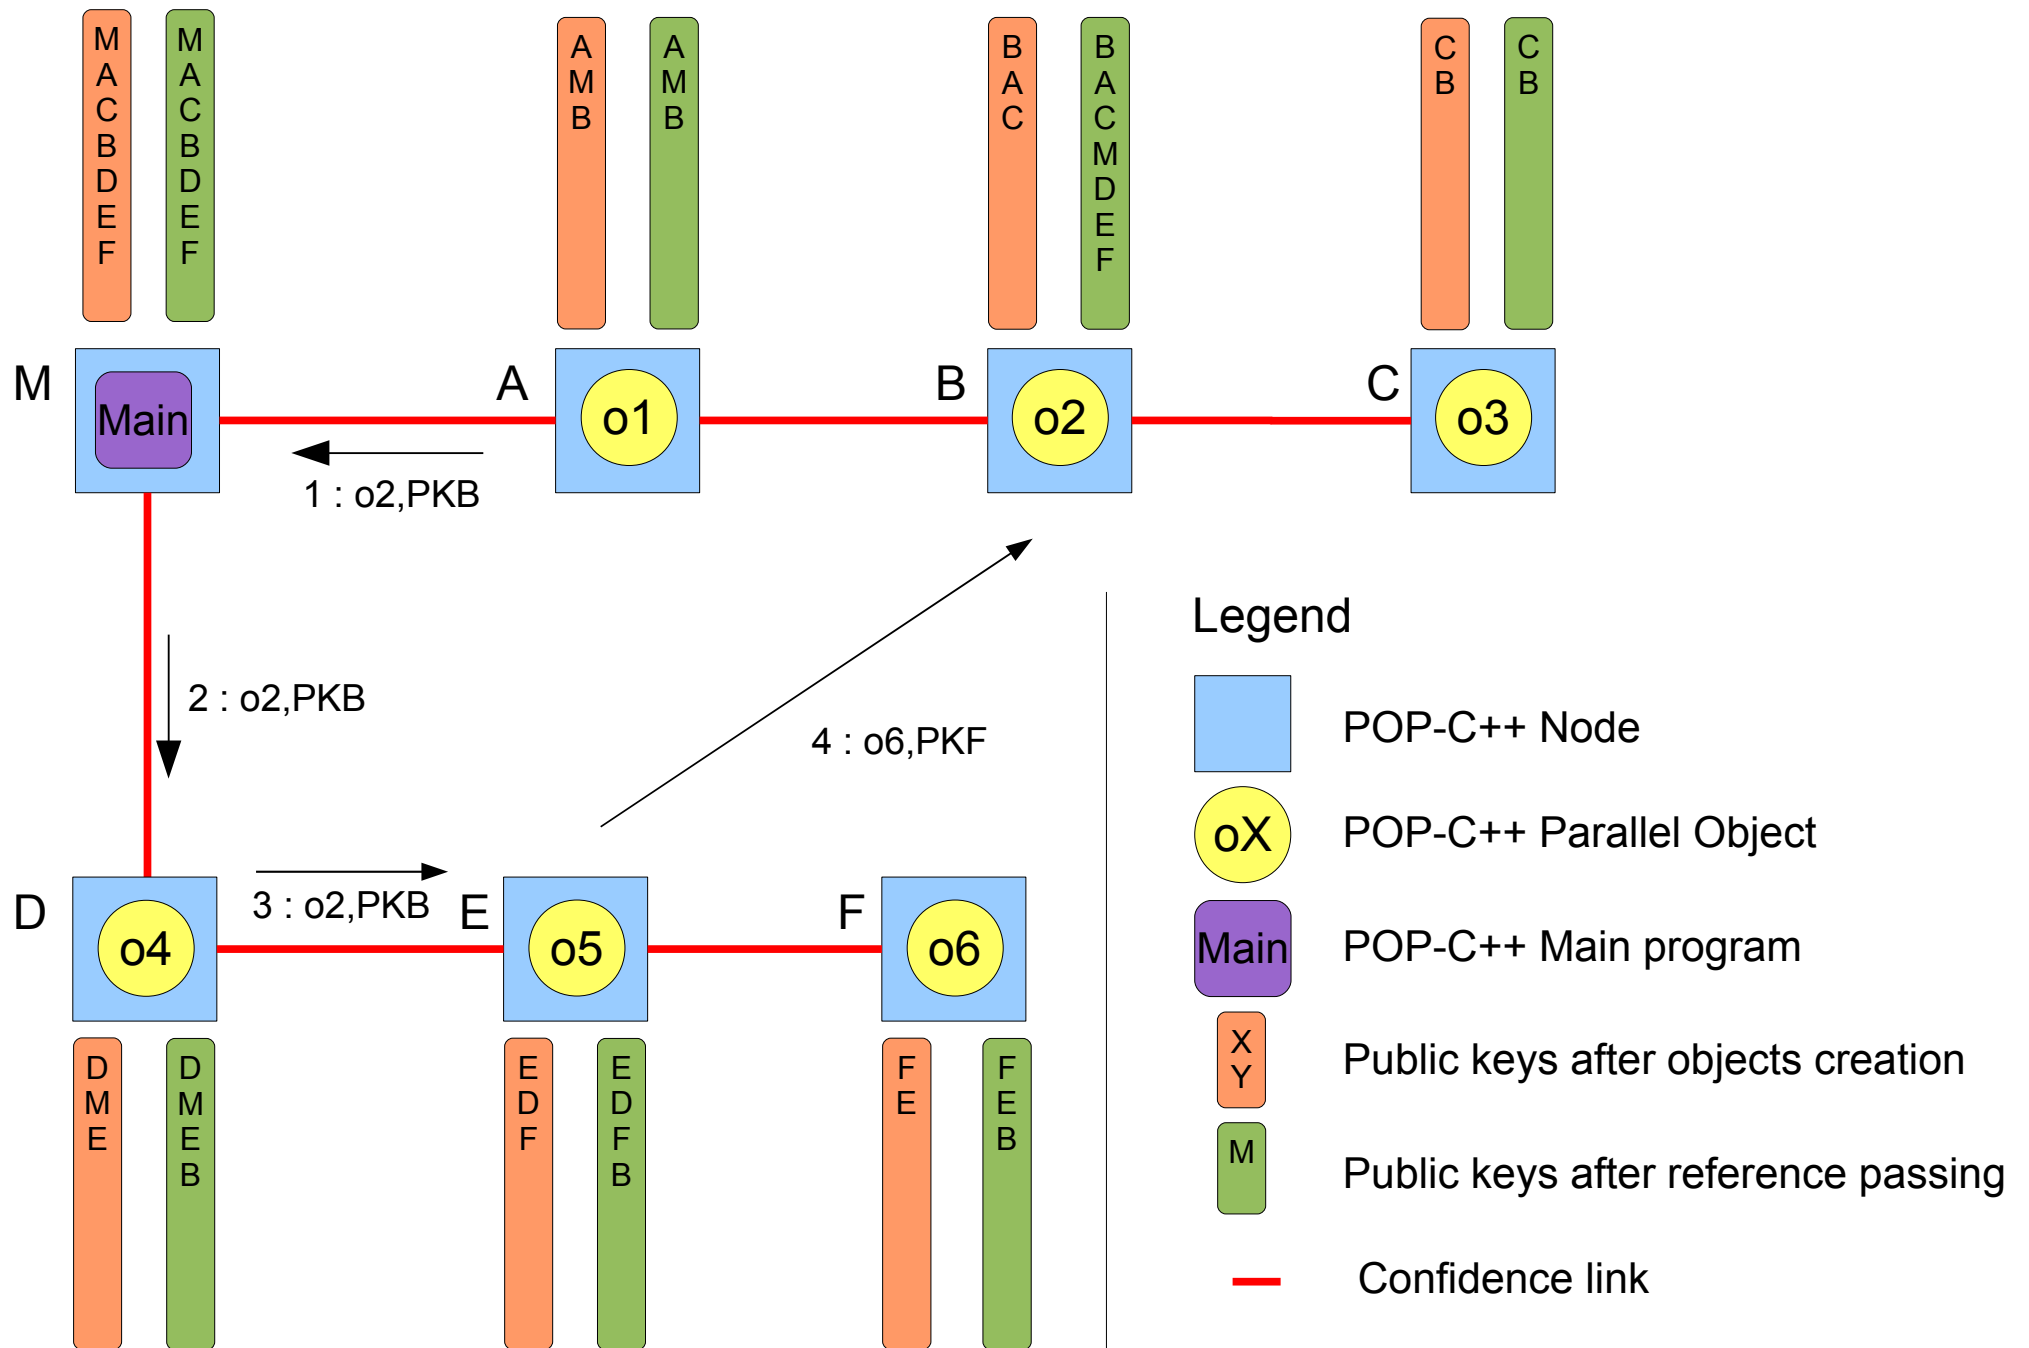 M
A
C
B
D
E
F
M
A
C
B
D
E
F
A
M
B
A
M
B
B
A
C
B
A
C
M
D
E
F
C
B
C
B
M
Main
A
o1
B
o2
C
o3
1 : o2,PKB
2 : o2,PKB
4 : o6,PKF
D
o4
3 : o2,PKB
E
o5
F
o6
D
M
E
D
M
E
B
E
D
F
E
D
F
B
F
E
F
E
B
Legend
POP-C++ Node
oX
POP-C++ Parallel Object
Main
POP-C++ Main program
X
Y
Public keys after objects creation
M
Public keys after reference passing
Confidence link